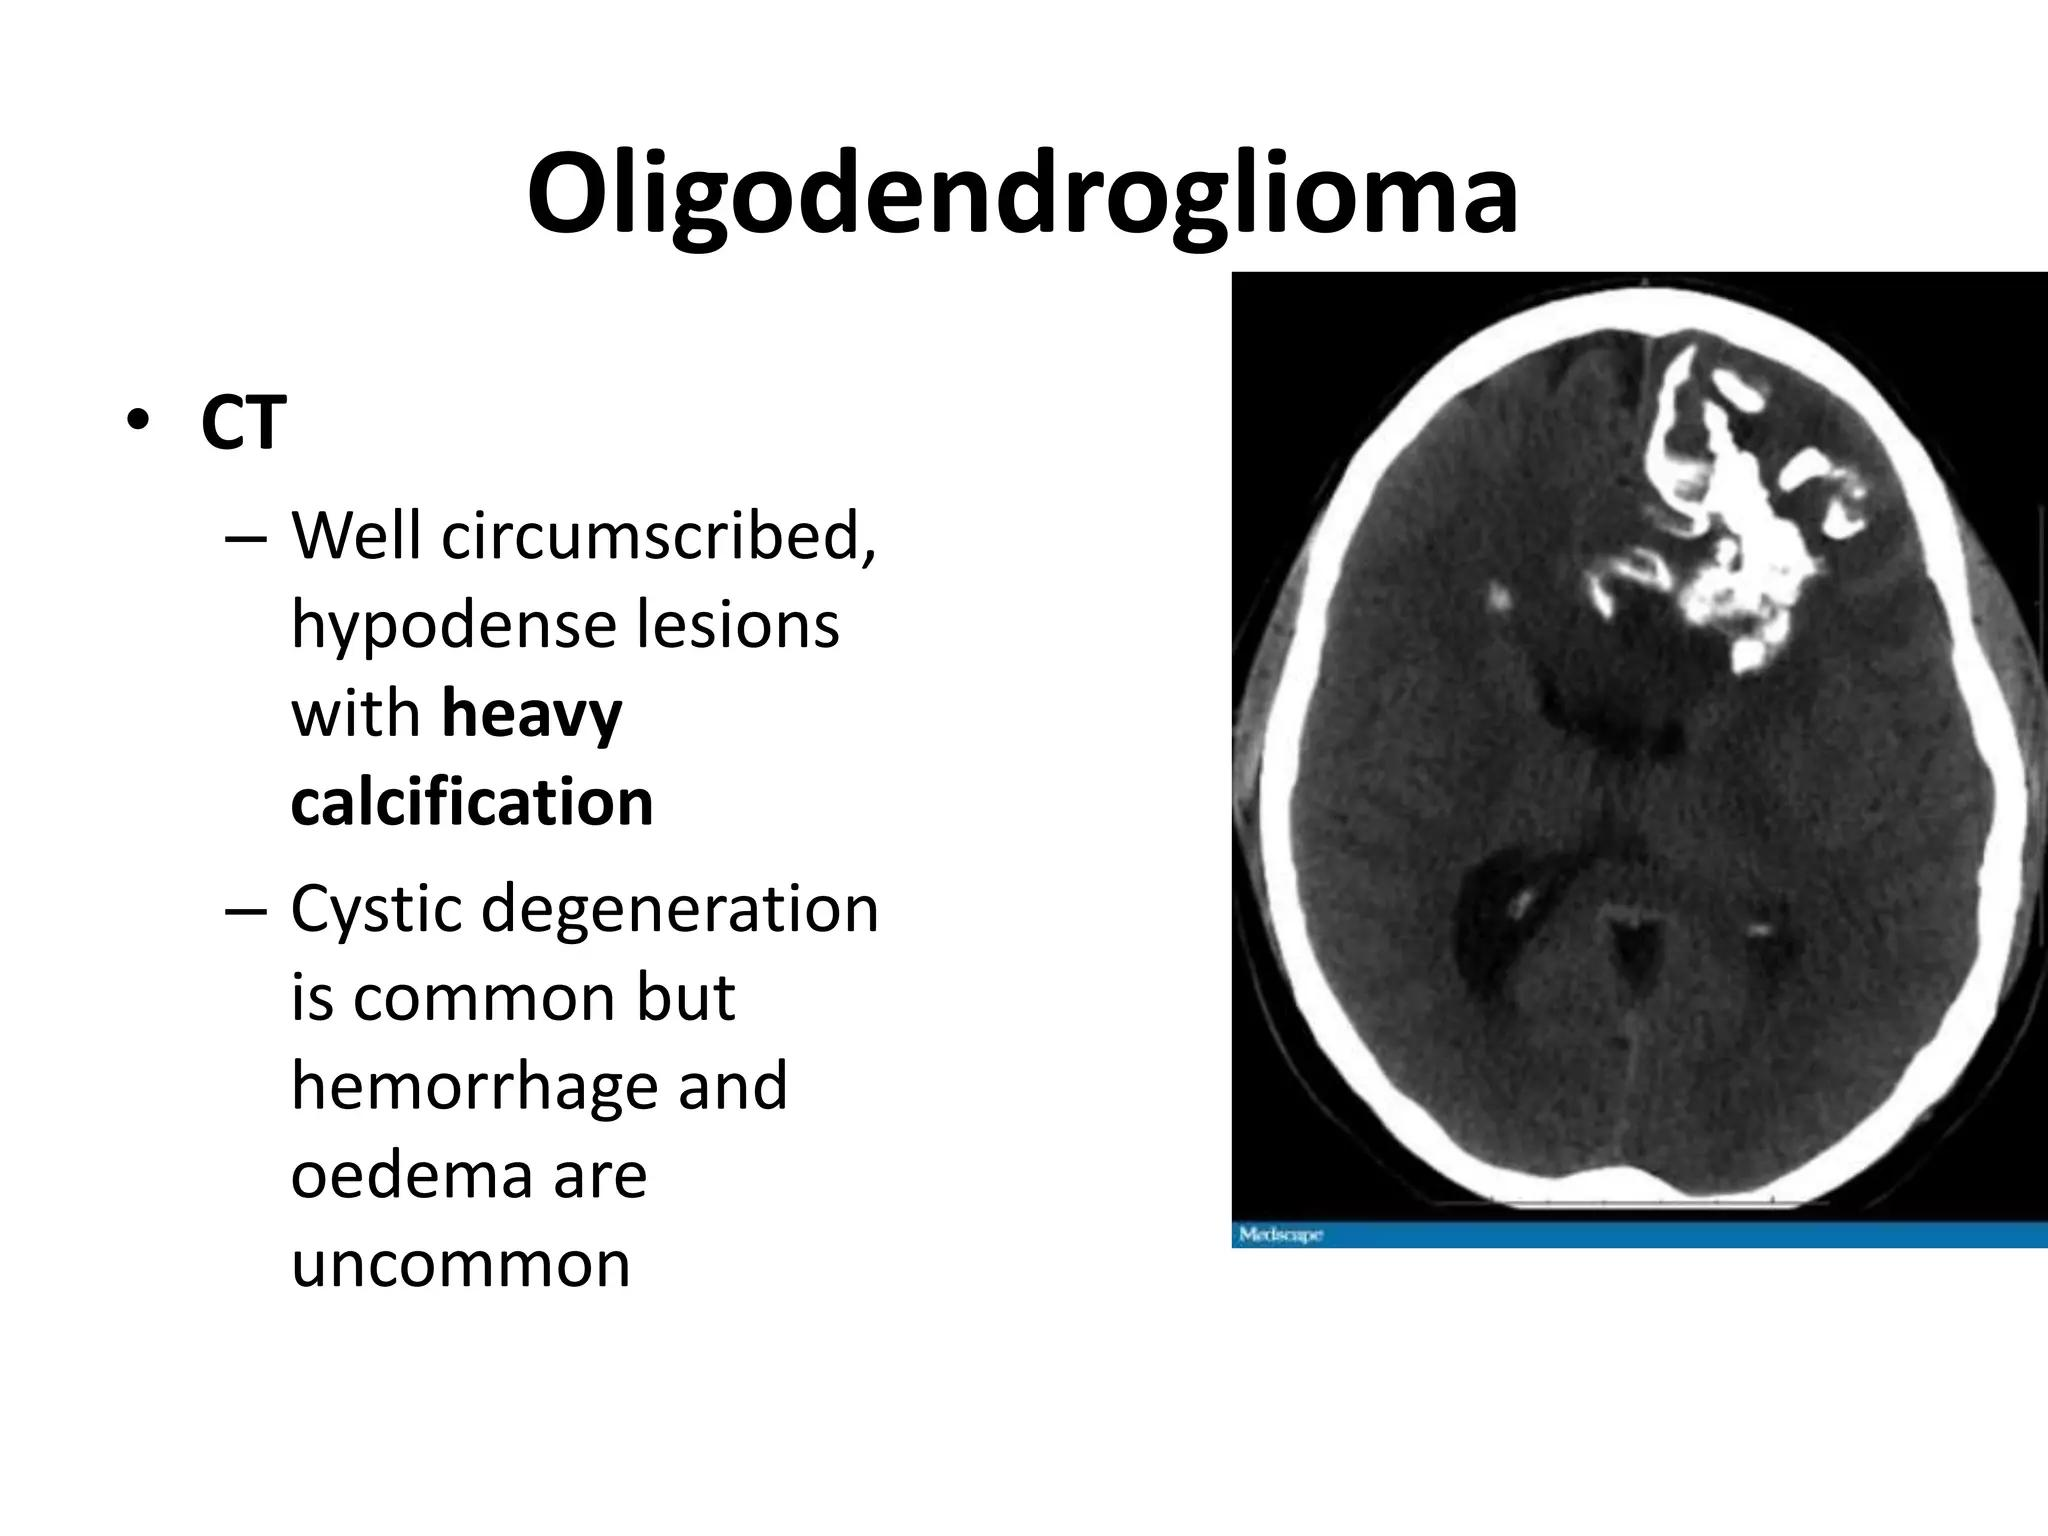 Oligodendroglioma
• CT
– Well circumscribed,
hypodense lesions
with heavy
calcification
– Cystic degeneration
is common but
hemorrhage and
oedema are
uncommon
Medscape